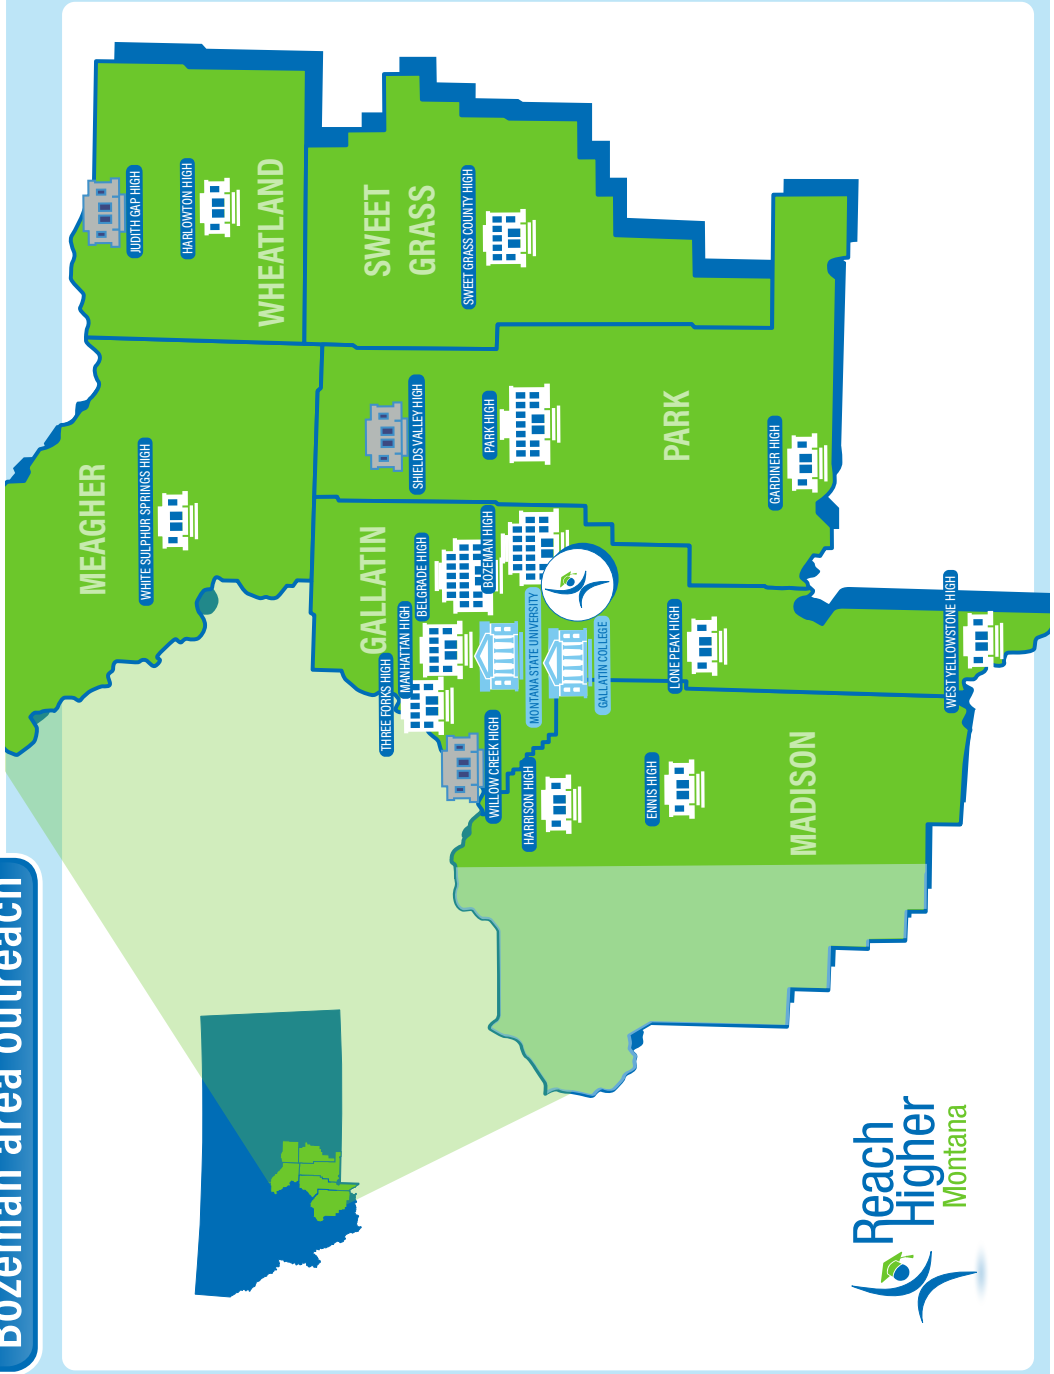 Bozeman area outreach
MEAGHER
WHITE SULPHUR SPRINGS HIGH
JUDITH GAP HIGH
HARLOWTON HIGH
WHEATLAND
SWEET
GRASS
SWEET GRASS COUNTY HIGH
SHIELDS VALLEY HIGH
PARK HIGH
PARK
GARDINER HIGH
GALLATIN
THREE FORKS HIGH
MANHATTAN HIGH
BELGRADE HIGH
BOZEMAN HIGH
WILLOW CREEK HIGH
MONTANA STATE UNIVERSITY
GALLATIN COLLEGE
HARRISON HIGH
ENNIS HIGH
LONE PEAK HIGH
MADISON
WEST YELLOWSTONE HIGH
Reach
Higher
Montana